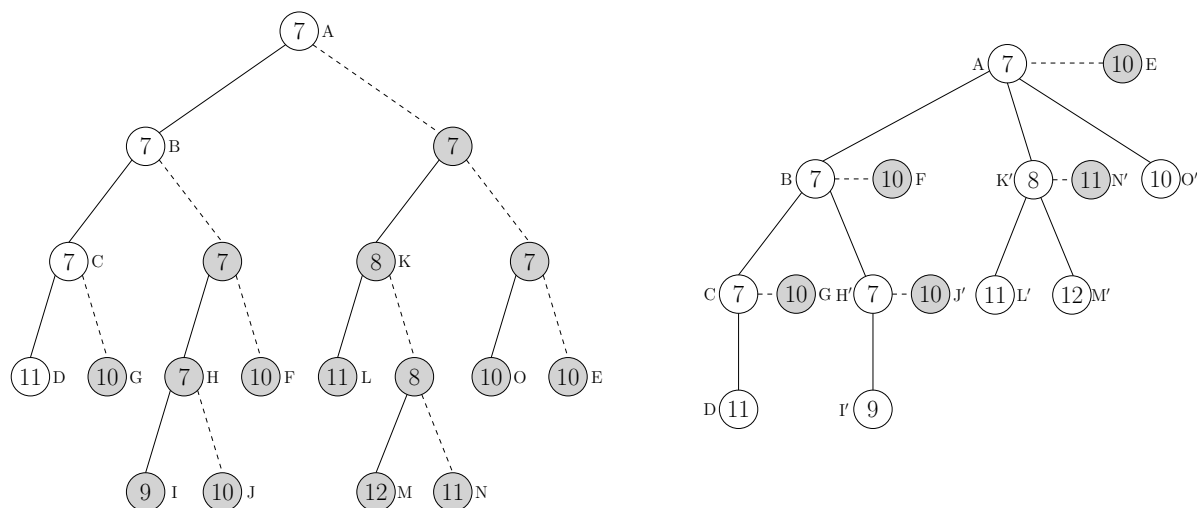 7 A
7 B 7
7 C 7 8 K 7
11 D 10 G 7 H 10 F 11 L 8 10 O 10 E
9 I 10 J 12 M 11 N
A 7 10 E
B 7 10 F K′ 8 11 N′ 10 O′
C 7 10 G H′ 7 10 J′ 11 L′ 12 M′
D 11 I′ 9